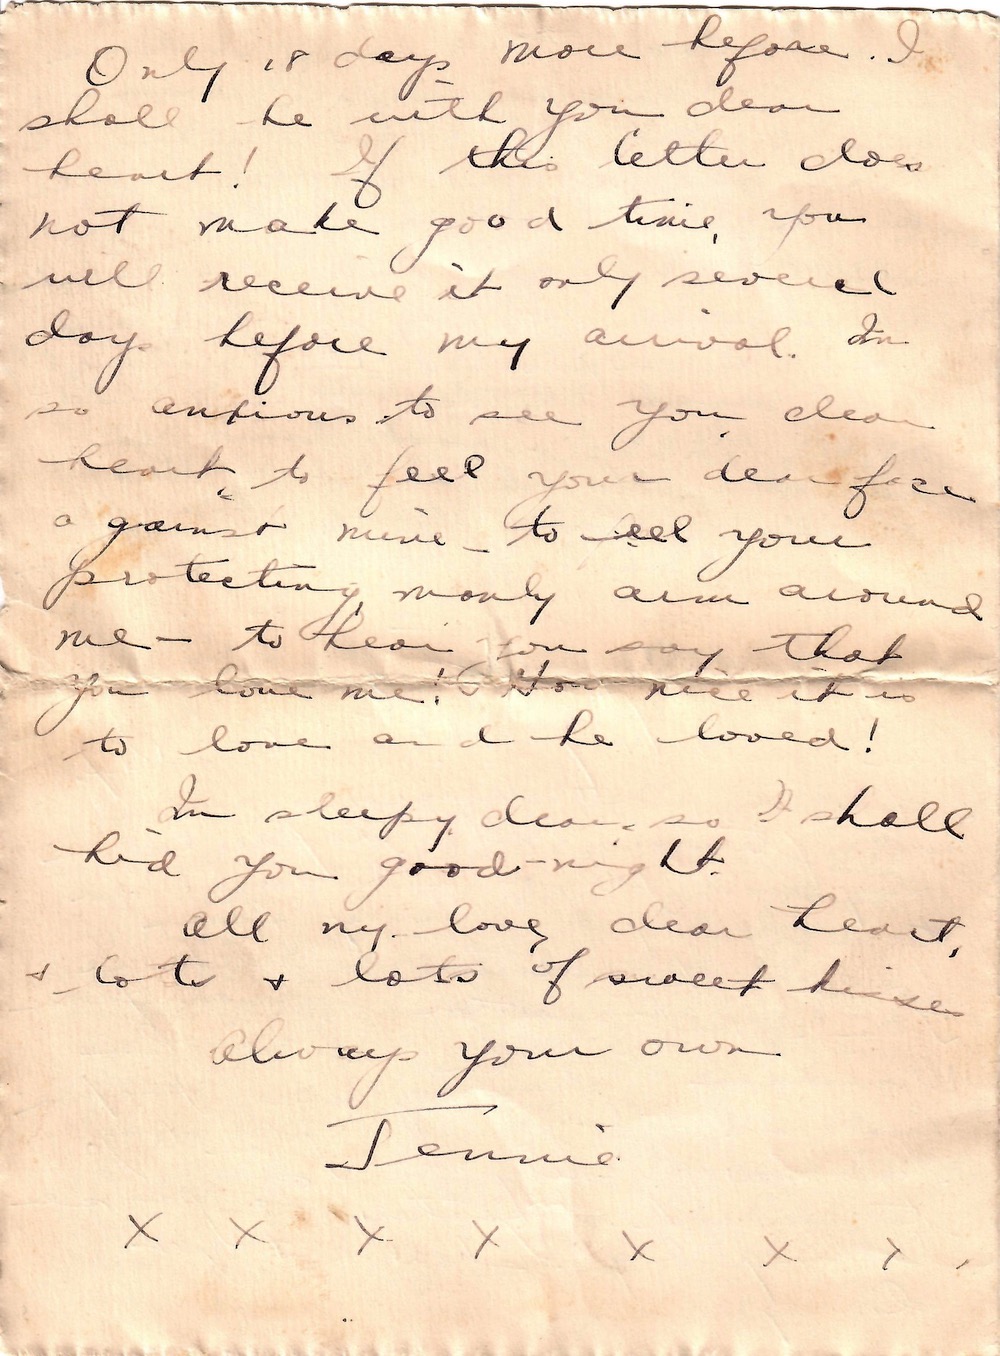 Only 18 days more before I
shall be with you dear
heart! If this letter does
not make good time, you
will receive it only several
days before my arrival. Im
so anxious to see you, dear
heart, to feel your dear face
against mine - to feel your
protecting, manly arm around
me - to hear you say that
you love me! How nice it is
to love and be loved!
Im sleepy, dear, so I shall
bid you good-night.
All my love, dear heart,
& lots & lots of sweet kisses
Always your own
Jennie
x x x x x x x